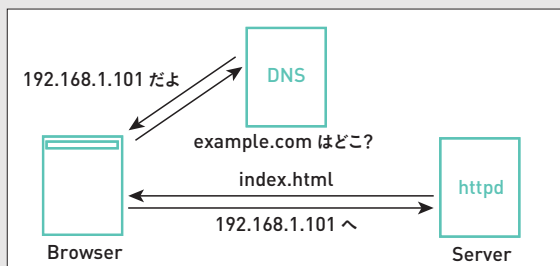 DNS
192.168.1.101 だよ
example.com はどこ?
index.html
httpd
192.168.1.101 へ
Browser
Server